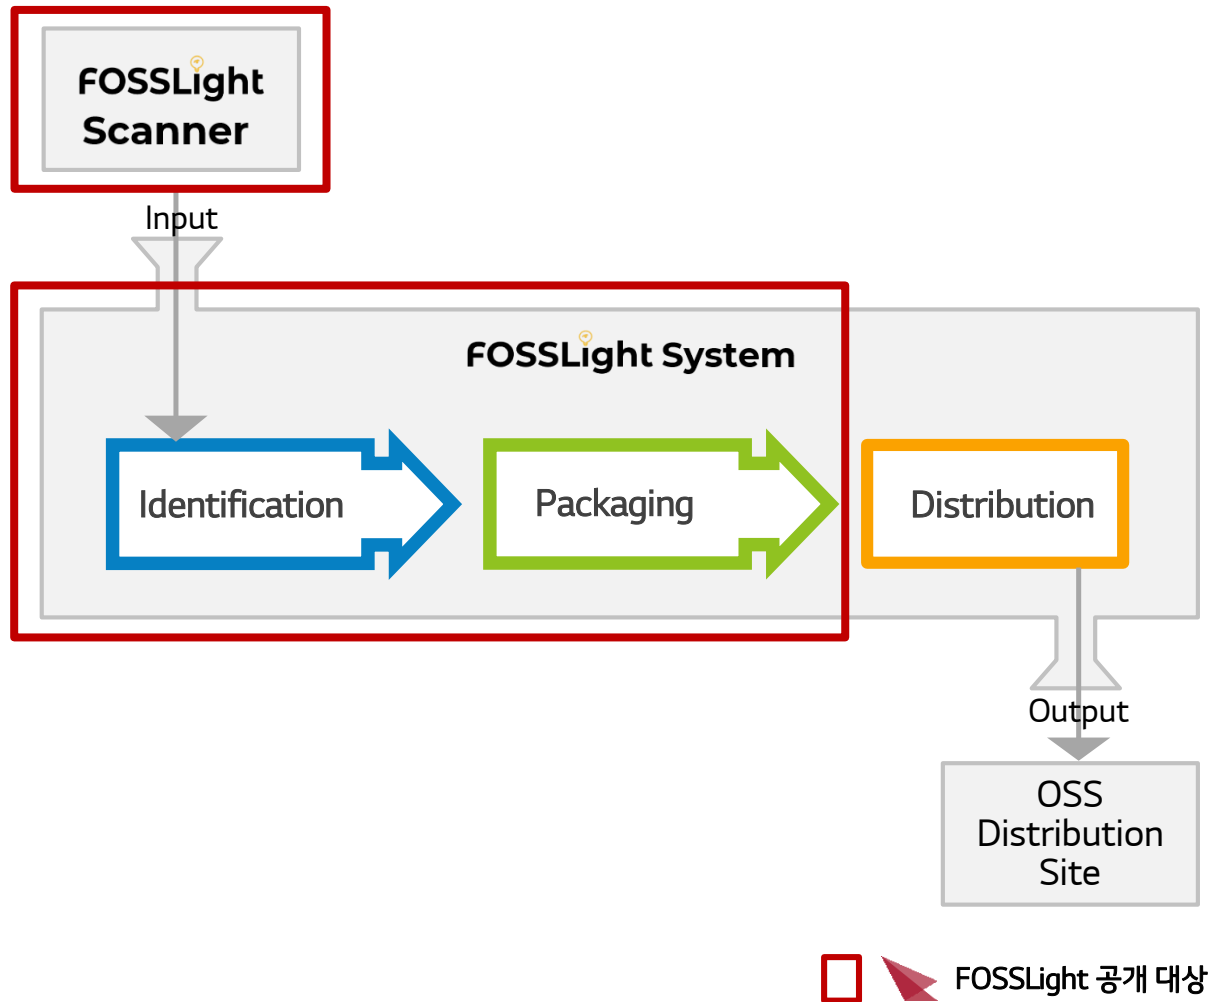 FOSSLight
Scanner
Input
FOSSLight System
Identification
Packaging
Distribution
Output
OSS
Distribution
Site
FOSSLight 공개 대상